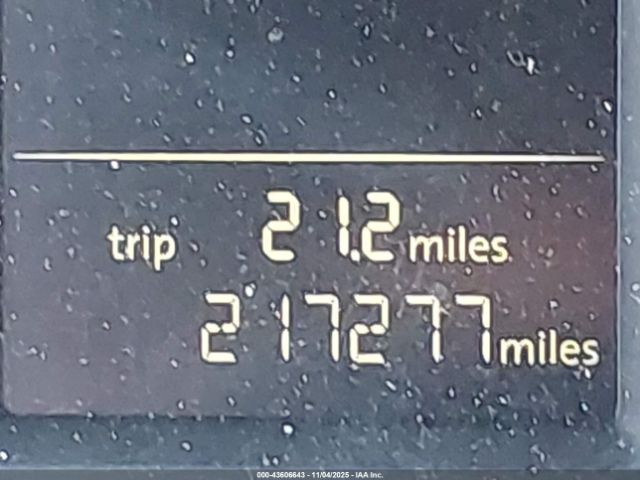 trip 21.2 miles
217277 miles
000-43606643 - 11/04/2025 - IAA Inc.